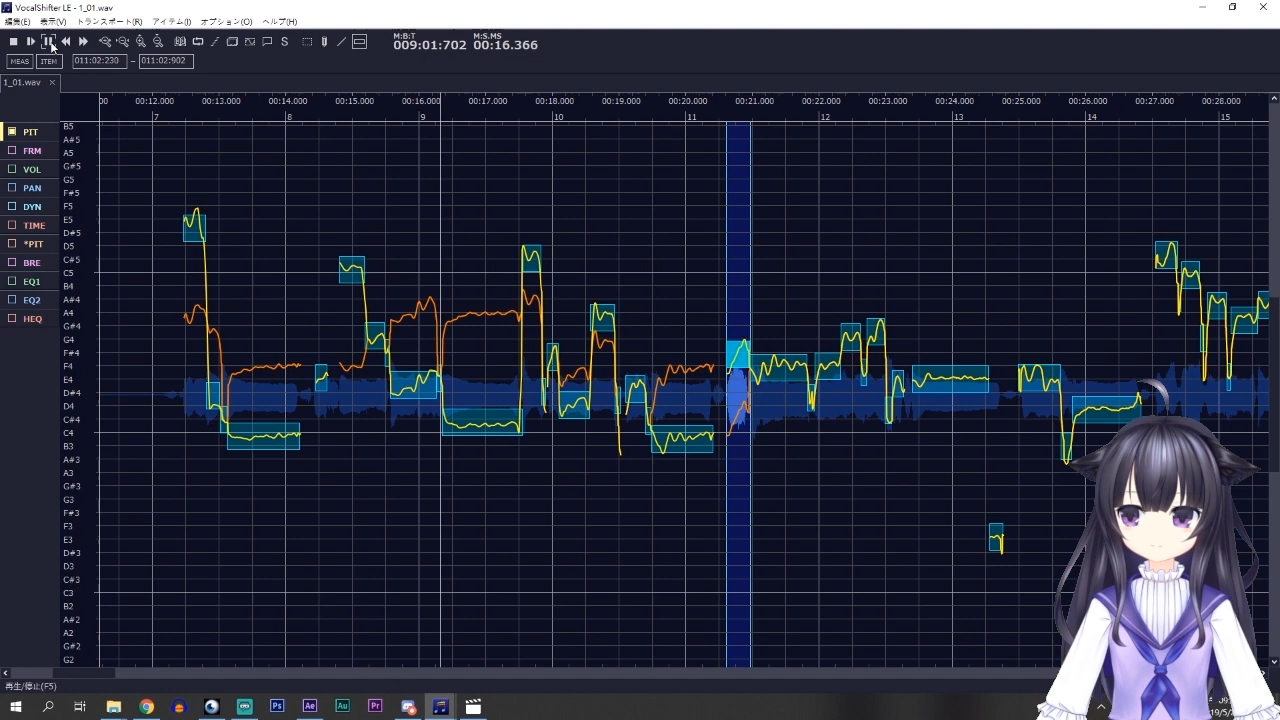 VocalShifter LE - 1_01.wav
編集(E) 表示(V) トランスポート(R) アイテム(I) オプション(O) ヘルプ(H)
M:B:T M:S.MS
009:01:702 00:16.366
MEAS ITEM 011:02:230 – 011:02:902
1_01.wav ×
00 00:12.000 00:13.000 00:14.000 00:15.000 00:16.000 00:17.000 00:18.000 00:19.000 00:20.000 00:21.000 00:22.000 00:23.000 00:24.000 00:25.000 00:26.000 00:27.000 00:28.000
7 8 9 10 11 12 13 14 15
PIT
FRM
VOL
PAN
DYN
TIME
*PIT
BRE
EQ1
EQ2
HEQ
B5
A#5
A5
G#5
G5
F#5
F5
E5
D#5
D5
C#5
C5
B4
A#4
A4
G#4
G4
F#4
F4
E4
D#4
D4
C#4
C4
B3
A#3
A3
G#3
G3
F#3
F3
E3
D#3
D3
C#3
C3
B2
A#2
A2
G#2
G2
再生/停止(F5)
Ps Ae Au Pr